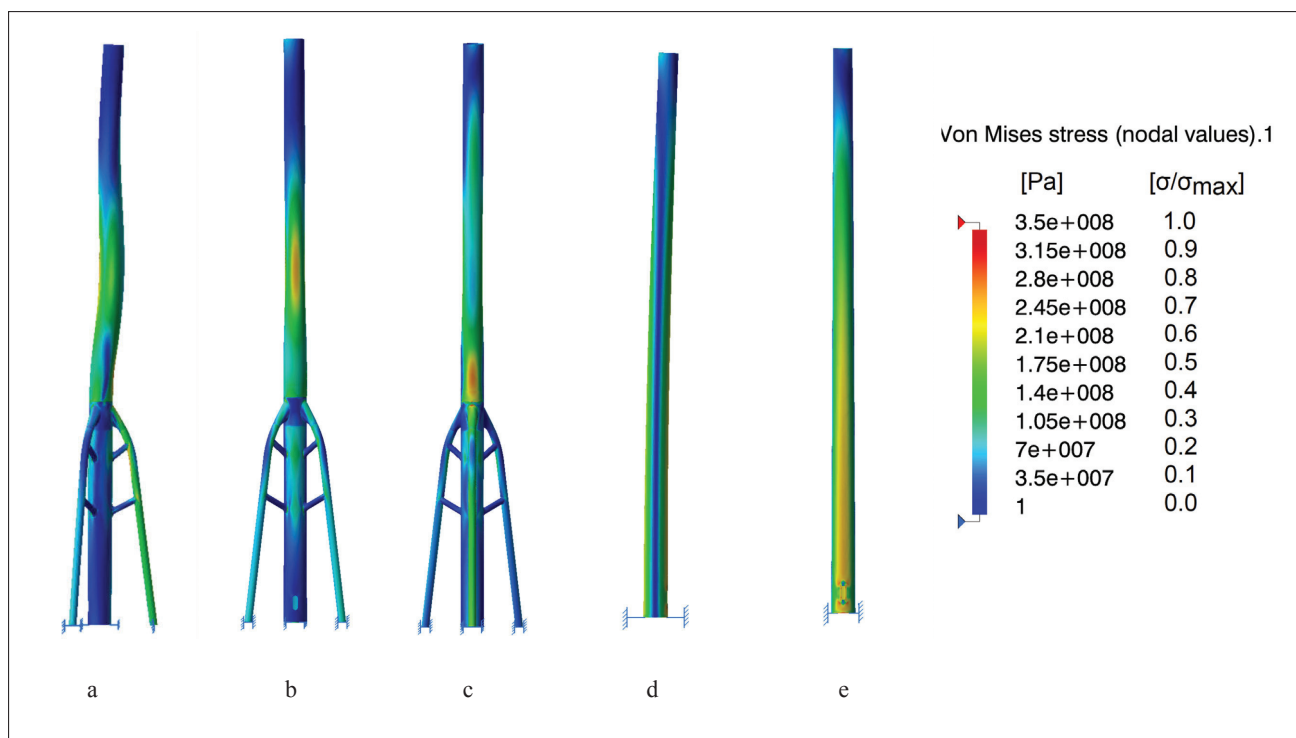 Von Mises stress (nodal values).1
[Pa] [σ/σmax]
3.5e+008 1.0
3.15e+008 0.9
2.8e+008 0.8
2.45e+008 0.7
2.1e+008 0.6
1.75e+008 0.5
1.4e+008 0.4
1.05e+008 0.3
7e+007 0.2
3.5e+007 0.1
1 0.0
a b c d e